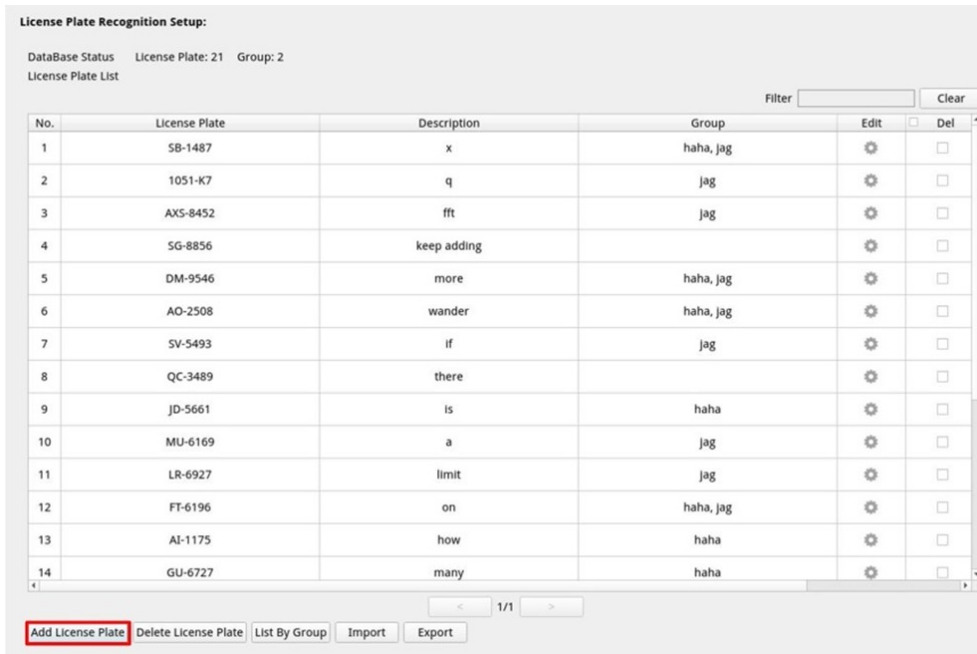 License Plate Recognition Setup:
DataBase Status License Plate: 21 Group: 2
License Plate List
Filter Clear
No. License Plate Description Group Edit Del
1 SB-1487 x haha, jag
2 1051-K7 q jag
3 AXS-8452 fft jag
4 SG-8856 keep adding
5 DM-9546 more haha, jag
6 AO-2508 wander haha, jag
7 SV-5493 if jag
8 QC-3489 there
9 JD-5661 is haha
10 MU-6169 a jag
11 LR-6927 limit jag
12 FT-6196 on haha, jag
13 AI-1175 how haha
14 GU-6727 many haha
< 1/1 >
Add License Plate Delete License Plate List By Group Import Export